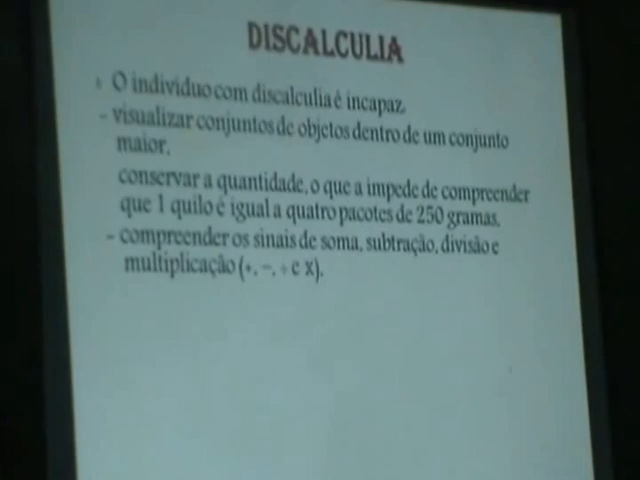 DISCALCULIA
O indivíduo com discalculia é incapaz
- visualizar conjuntos de objetos dentro de um conjunto
maior.
conservar a quantidade, o que a impede de compreender
que 1 quilo é igual a quatro pacotes de 250 gramas.
- compreender os sinais de soma, subtração, divisão e
multiplicação (+, −, ÷ e x).